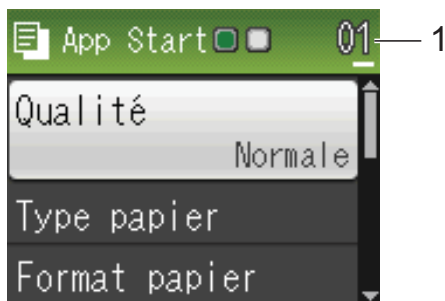 App Start 01 1
Qualité
Normale
Type papier
Format papier